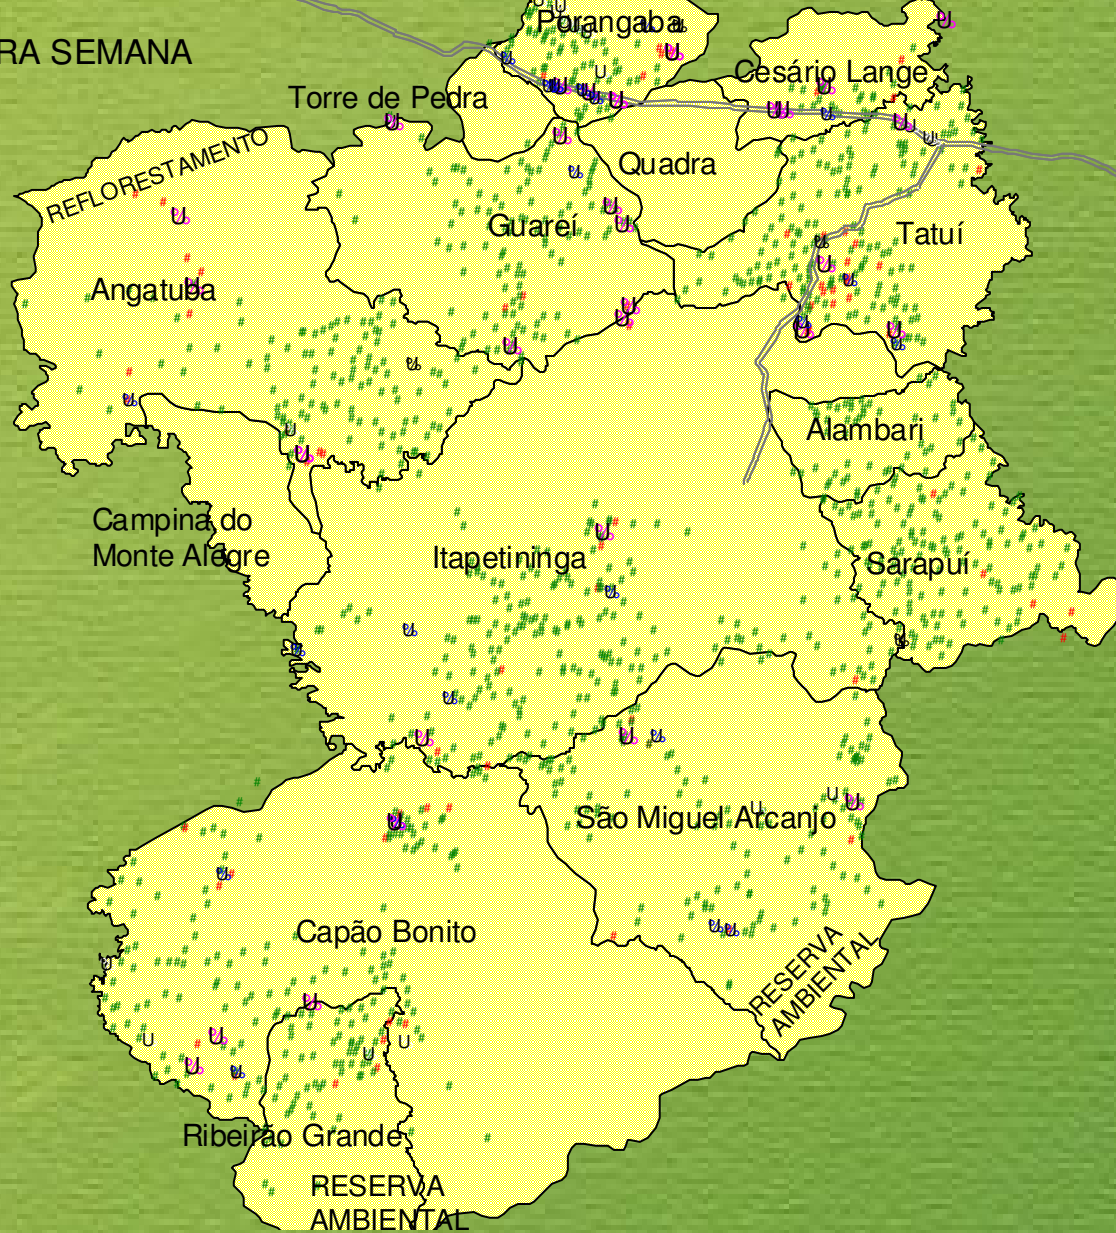 Porangaba
RA SEMANA
Cesário Lange
Torre de Pedra
REFLORESTAMENTO
Quadra
Guareí
Tatuí
Angatuba
Alambari
Campina do
Monte Alegre
Itapetininga
Sarapuí
São Miguel Arcanjo
Capão Bonito
RESERVA
AMBIENTAL
Ribeirão Grande
RESERVA
AMBIENTAL